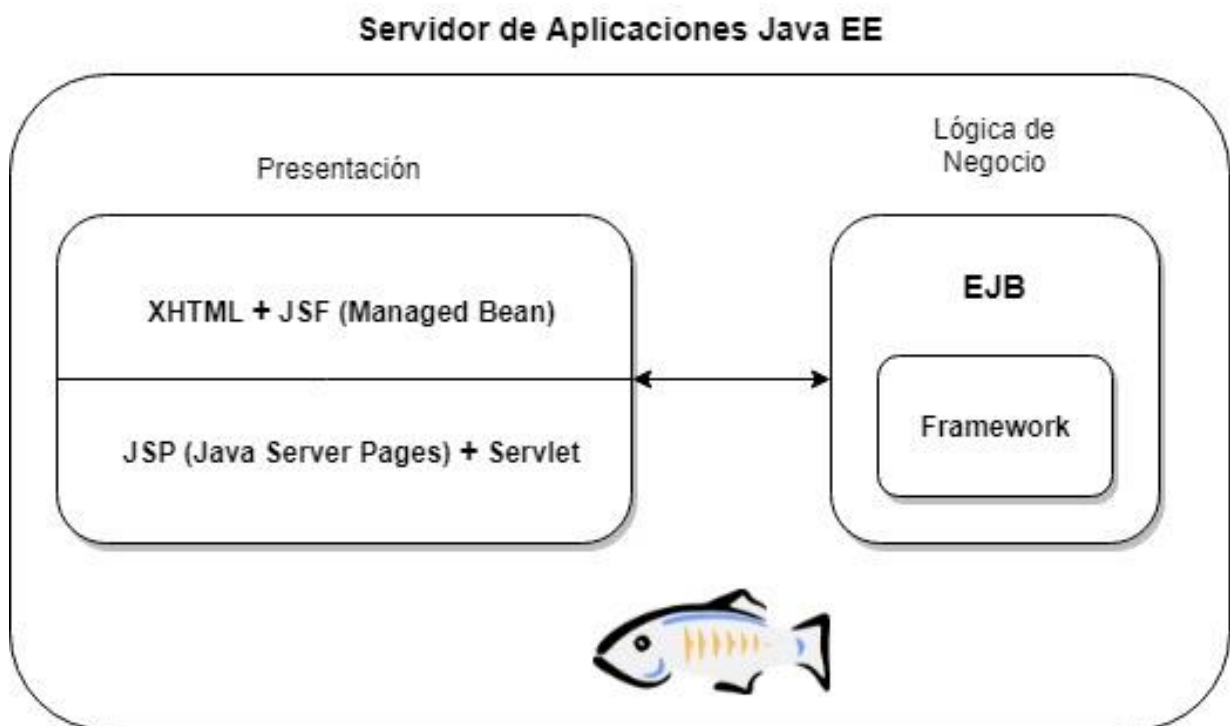 Servidor de Aplicaciones Java EE
Presentación
Lógica de
Negocio
XHTML + JSF (Managed Bean)
JSP (Java Server Pages) + Servlet
EJB
Framework